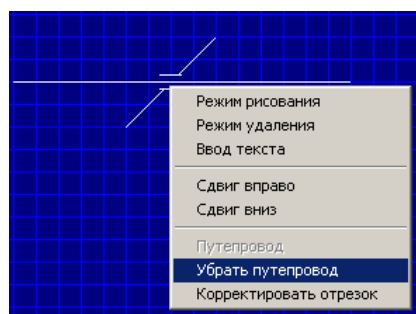 Режим рисования
Режим удаления
Ввод текста
Сдвиг вправо
Сдвиг вниз
Путепровод
Убрать путепровод
Корректировать отрезок